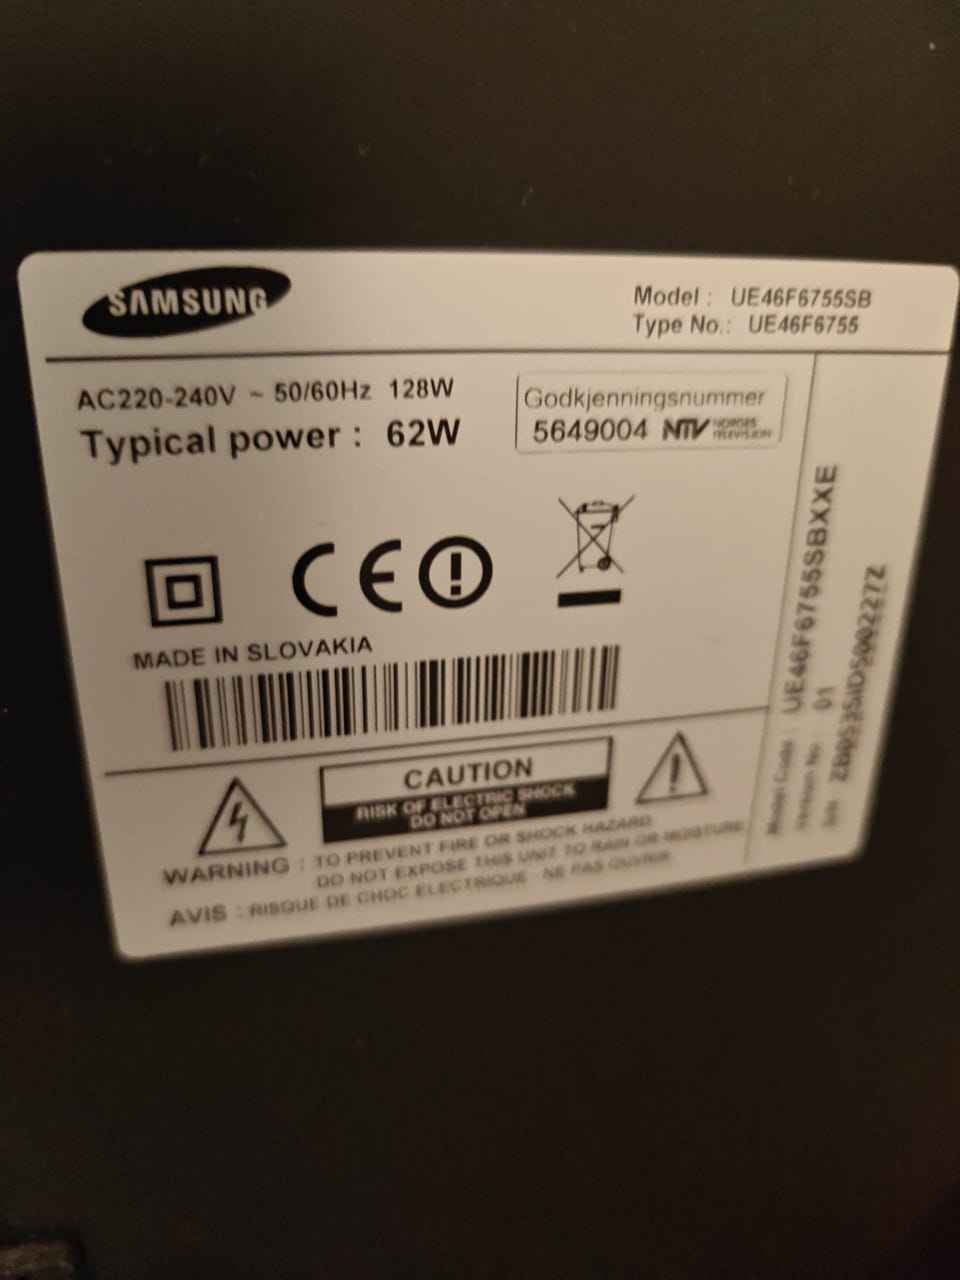 SAMSUNG
Model : UE46F6755SB
Type No.: UE46F6755
AC220-240V ~ 50/60Hz 128W
Typical power : 62W
Godkjenningsnummer
5649004 NTV NORGES TELEVISJON
CE
MADE IN SLOVAKIA
CAUTION
RISK OF ELECTRIC SHOCK
DO NOT OPEN
WARNING : TO PREVENT FIRE OR SHOCK HAZARD
DO NOT EXPOSE THIS UNIT TO RAIN OR MOISTURE
AVIS : RISQUE DE CHOC ELECTRIQUE - NE PAS OUVRIR
Model Code : UE46F6755SBXXE
Version No : 01
S/N :